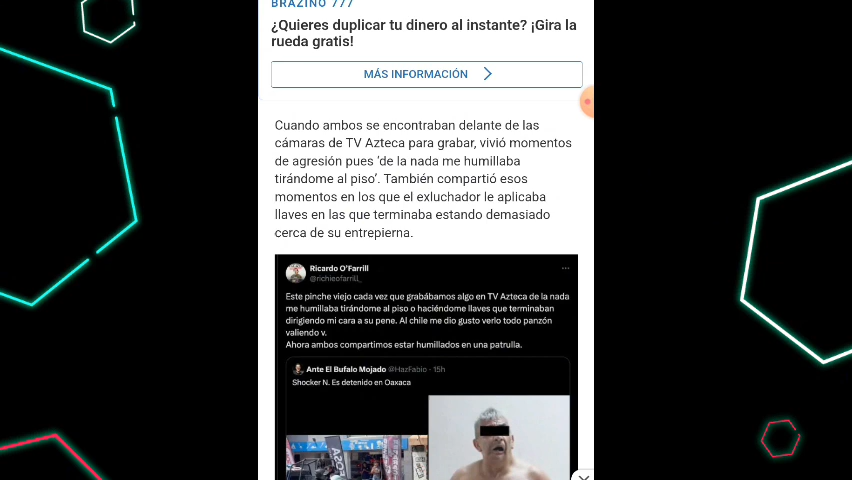 BRAZINO 777
¿Quieres duplicar tu dinero al instante? ¡Gira la
rueda gratis!
MÁS INFORMACIÓN
Cuando ambos se encontraban delante de las
cámaras de TV Azteca para grabar, vivió momentos
de agresión pues ‘de la nada me humillaba
tirándome al piso’. También compartió esos
momentos en los que el exluchador le aplicaba
llaves en las que terminaba estando demasiado
cerca de su entrepierna.
Ricardo O'Farrill
@richieofarrill_
Este pinche viejo cada vez que grabábamos algo en TV Azteca de la nada
me humillaba tirándome al piso o haciéndome llaves que terminaban
dirigiendo mi cara a su pene. Al chile me dio gusto verlo todo panzón
valiendo v.
Ahora ambos compartimos estar humillados en una patrulla.
Ante El Bufalo Mojado @HazFabio · 15h
Shocker N. Es detenido en Oaxaca